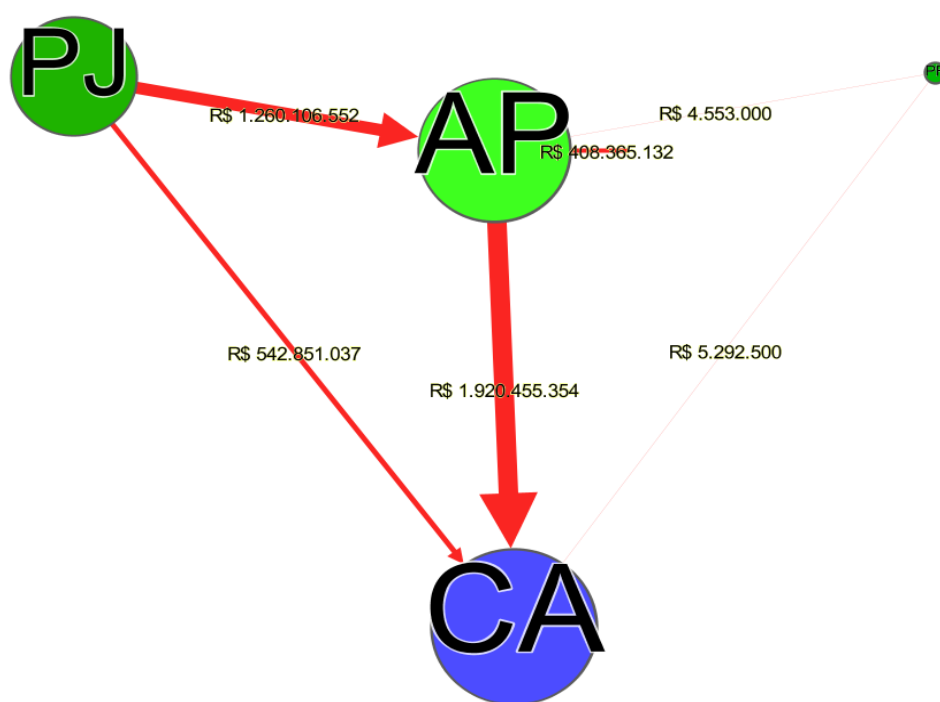 PJ
AP
PF
R$ 1.260.106.552
R$ 4.553.000
R$ 408.365.132
R$ 542.851.037
R$ 5.292.500
R$ 1.920.455.354
CA